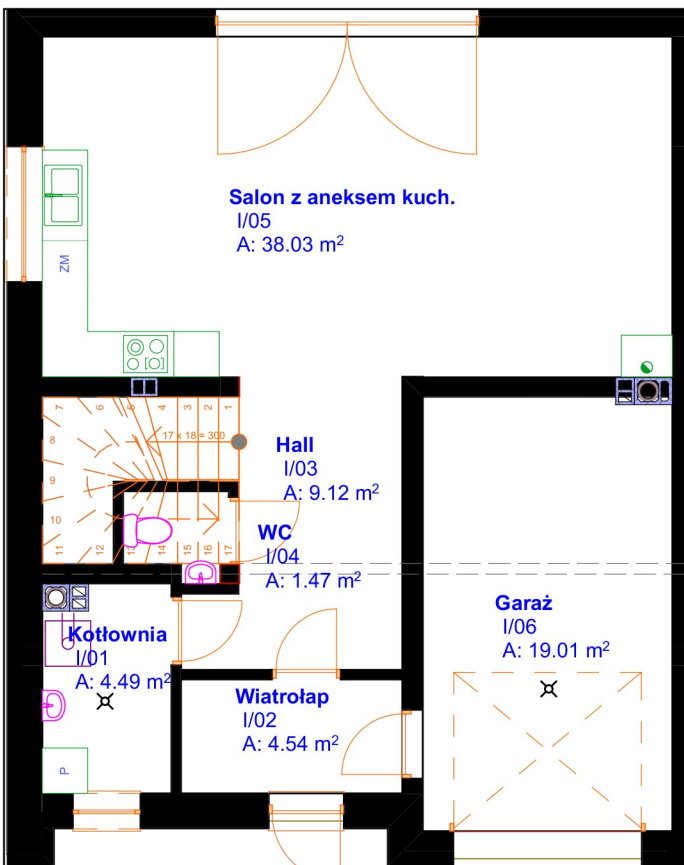 Salon z aneksem kuch.
I/05
A: 38.03 m²
ZM
7 6 5 4 3 2 1
17 x 18 = 300
8
9
10
11 12 13 14 15 16 17
Hall
I/03
A: 9.12 m²
WC
I/04
A: 1.47 m²
Garaż
I/06
A: 19.01 m²
Kotłownia
I/01
A: 4.49 m²
Wiatrołap
I/02
A: 4.54 m²
P